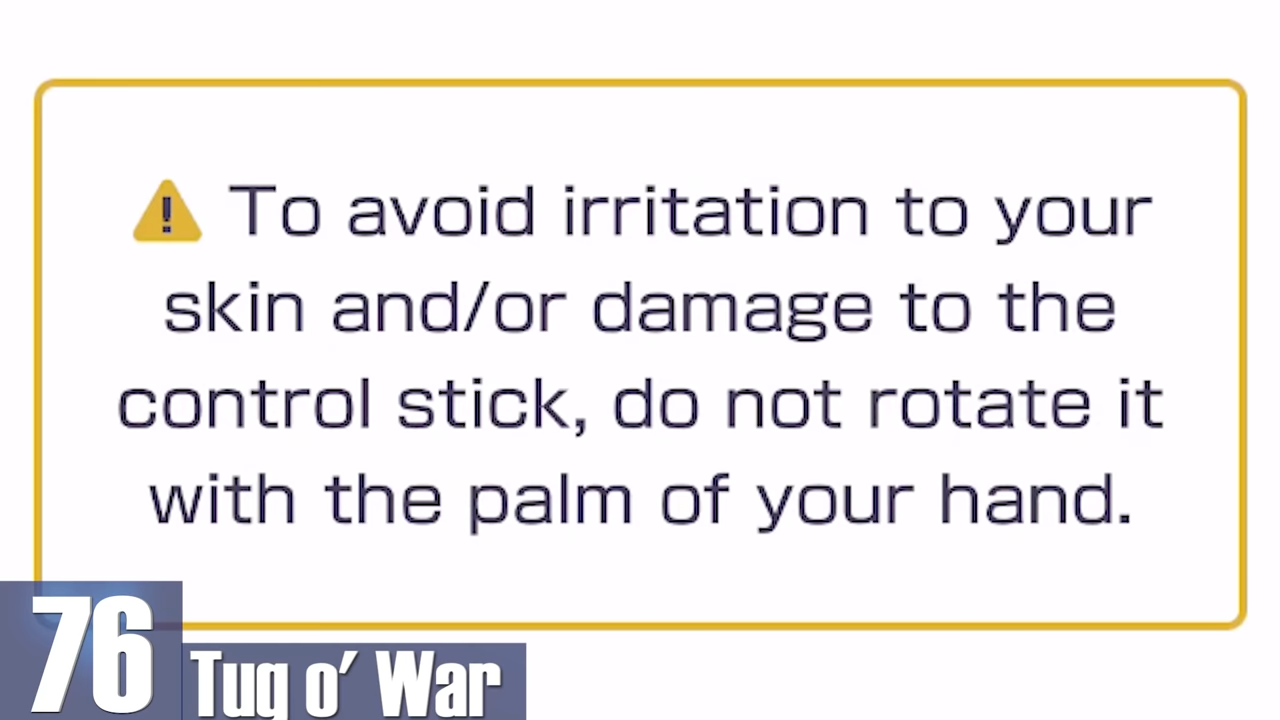 To avoid irritation to your
skin and/or damage to the
control stick, do not rotate it
with the palm of your hand.
76
Tug o' War